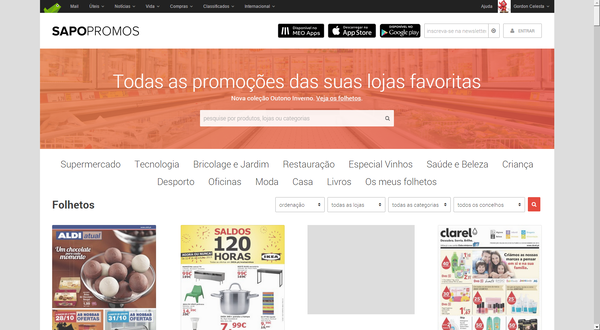 Mail Úteis Notícias Vida Compras Classificados Internacional Ajuda Gordon Celesta
SAPOPROMOS
Disponível no MEO Apps
Descarregar na App Store
DISPONÍVEL NO Google play
inscreva-se na newsletter
ENTRAR
Todas as promoções das suas lojas favoritas
Nova coleção Outono Inverno. Veja os folhetos.
pesquise por produtos, lojas ou categorias
Supermercado Tecnologia Bricolage e Jardim Restauração Especial Vinhos Saúde e Beleza Criança
Desporto Oficinas Moda Casa Livros Os meus folhetos
Folhetos
ordenação todas as lojas todas as categorias todos os concelhos
ALDI atual
Um chocolate
para cada
momento
28/10
AS NOSSAS
OFERTAS
31/10
AS NOSSAS
OFERTAS
SALDOS
120
HORAS
IKEA
7,99€
clarel